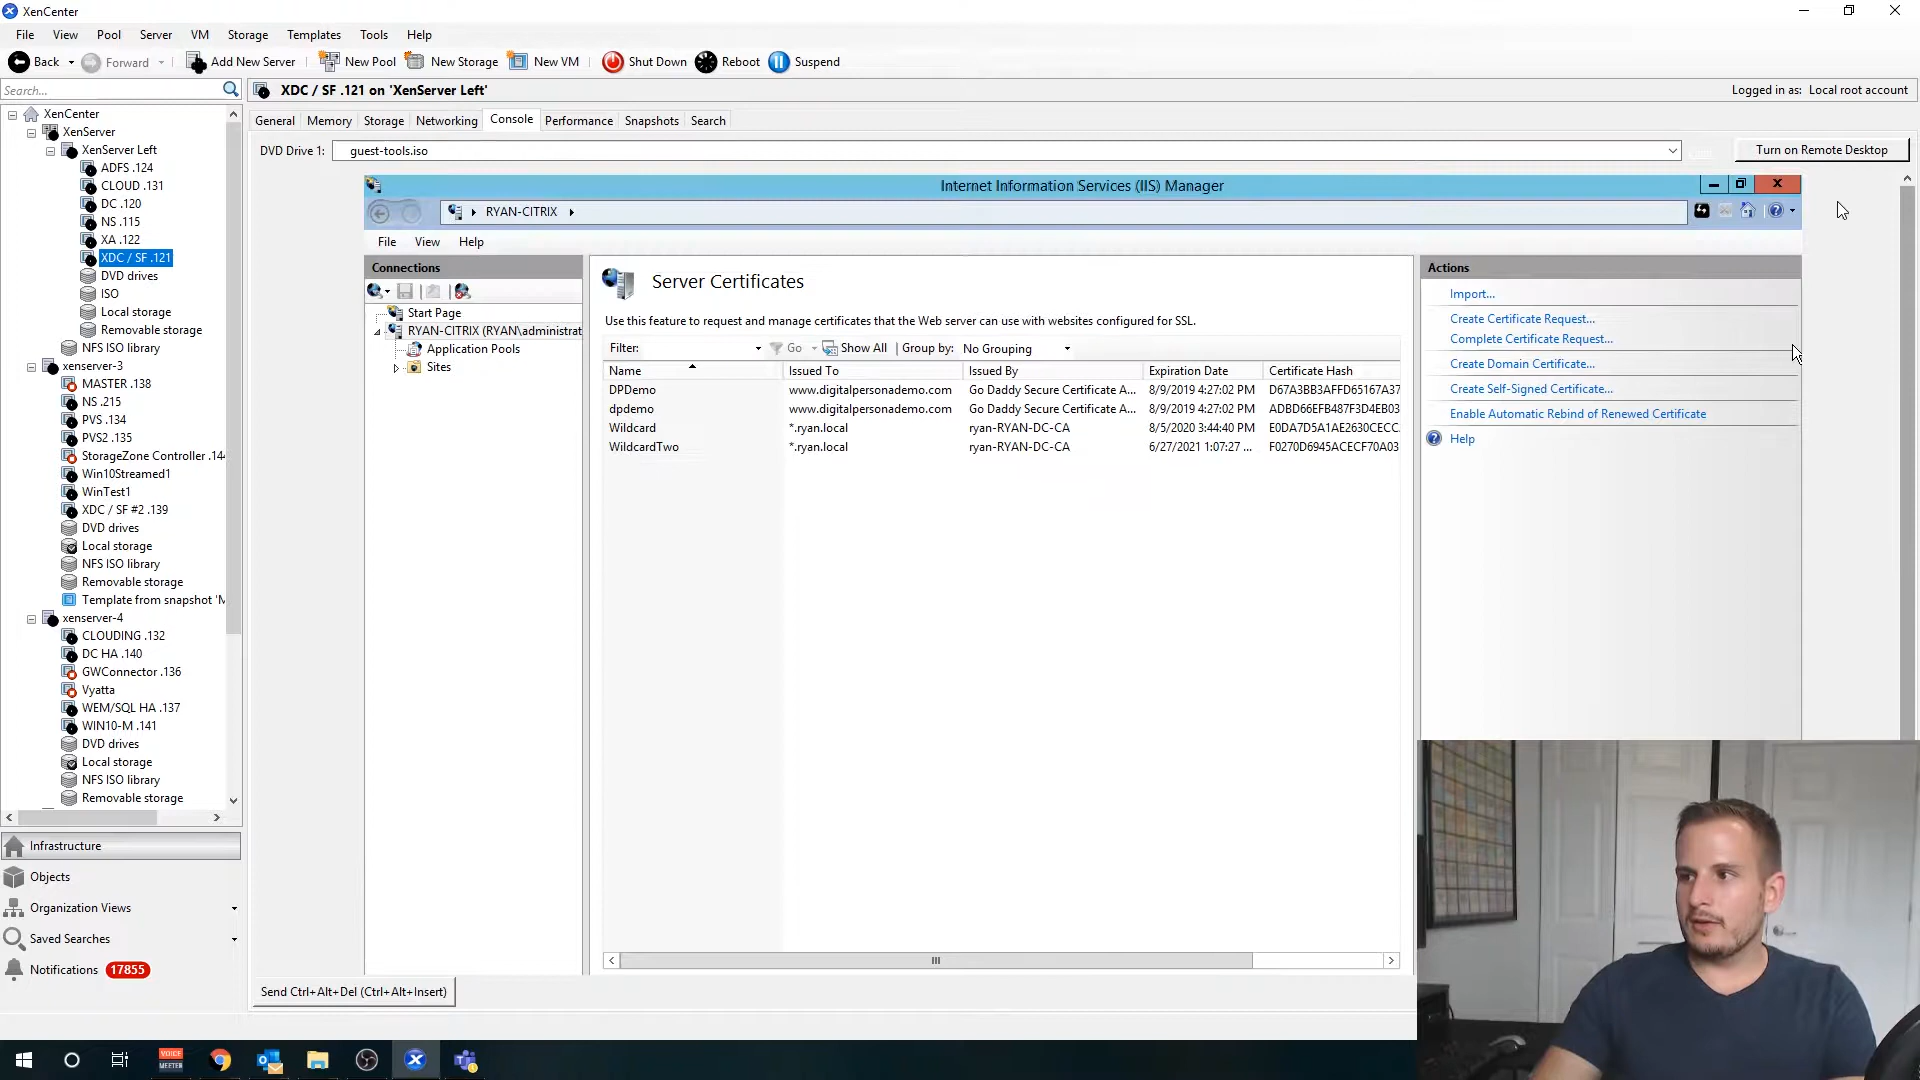 XenCenter
File View Pool Server VM Storage Templates Tools Help
Back Forward Add New Server New Pool New Storage New VM Shut Down Reboot Suspend
Search...
XDC / SF .121 on 'XenServer Left'
Logged in as: Local root account
General Memory Storage Networking Console Performance Snapshots Search
DVD Drive 1: guest-tools.iso
Turn on Remote Desktop
XenCenter
XenServer
XenServer Left
ADFS .124
CLOUD .131
DC .120
NS .115
XA .122
XDC / SF .121
DVD drives
ISO
Local storage
Removable storage
NFS ISO library
xenserver-3
MASTER .138
NS .215
PVS .134
PVS2 .135
StorageZone Controller .144
Win10Streamed1
WinTest1
XDC / SF #2 .139
DVD drives
Local storage
NFS ISO library
Removable storage
Template from snapshot 'M
xenserver-4
CLOUDING .132
DC HA .140
GWConnector .136
Vyatta
WEM/SQL HA .137
WIN10-M .141
DVD drives
Local storage
NFS ISO library
Removable storage
Infrastructure
Objects
Organization Views
Saved Searches
Notifications 17855
Internet Information Services (IIS) Manager
RYAN-CITRIX
File View Help
Connections
Start Page
RYAN-CITRIX (RYAN\administrat
Application Pools
Sites
Server Certificates
Use this feature to request and manage certificates that the Web server can use with websites configured for SSL.
Filter: Go Show All Group by: No Grouping
Name Issued To Issued By Expiration Date Certificate Hash
DPDemo www.digitalpersonademo.com Go Daddy Secure Certificate A... 8/9/2019 4:27:02 PM D67A3BB3AFFD65167A37
dpdemo www.digitalpersonademo.com Go Daddy Secure Certificate A... 8/9/2019 4:27:02 PM ADBD66EFB487F3D4EB03
Wildcard *.ryan.local ryan-RYAN-DC-CA 8/5/2020 3:44:40 PM E0DA7D5A1AE2630CECC.
WildcardTwo *.ryan.local ryan-RYAN-DC-CA 6/27/2021 1:07:27 ... F0270D6945ACECF70A03
Actions
Import...
Create Certificate Request...
Complete Certificate Request...
Create Domain Certificate...
Create Self-Signed Certificate...
Enable Automatic Rebind of Renewed Certificate
Help
Send Ctrl+Alt+Del (Ctrl+Alt+Insert)
VOICE
MEETER